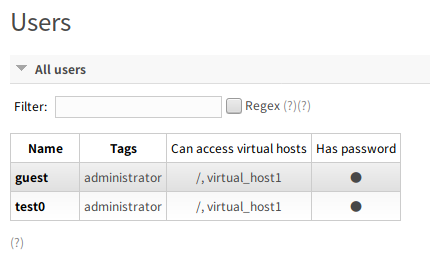 Users
All users
Filter: Regex (?)(?)
Name Tags Can access virtual hosts Has password
guest administrator /, virtual_host1 ●
test0 administrator /, virtual_host1 ●
(?)